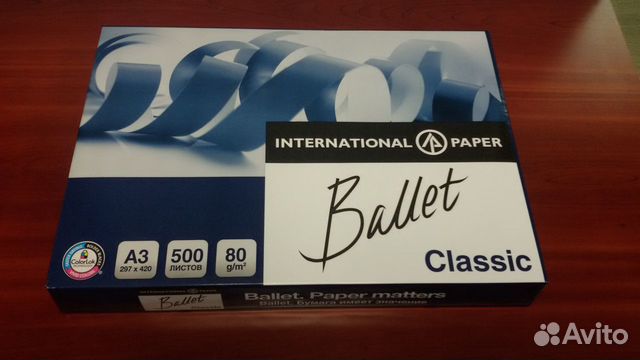 INTERNATIONAL PAPER
Ballet
Classic
ColorLok
A3
297 x 420
500
ЛИСТОВ
80
g/m²
Ballet
Classic
Ballet. Paper matters
Ballet. Бумага имеет значение
Avito